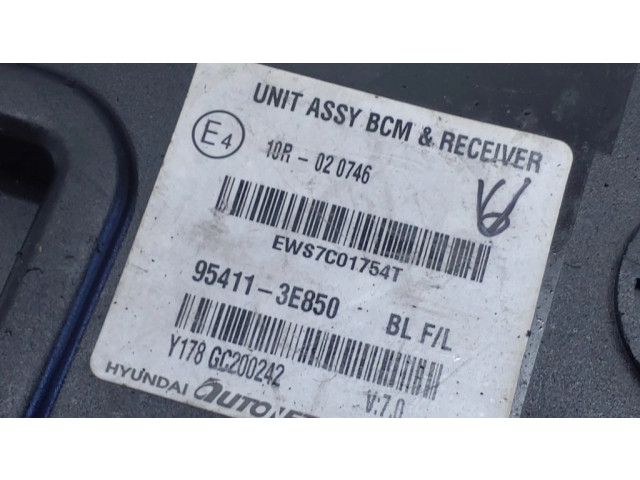 UNIT ASSY BCM & RECEIVER
E4
10R - 02 0746
EWS7C01754T
95411-3E850 BL F/L
Y178 GC200242 V:7.0
HYUNDAI